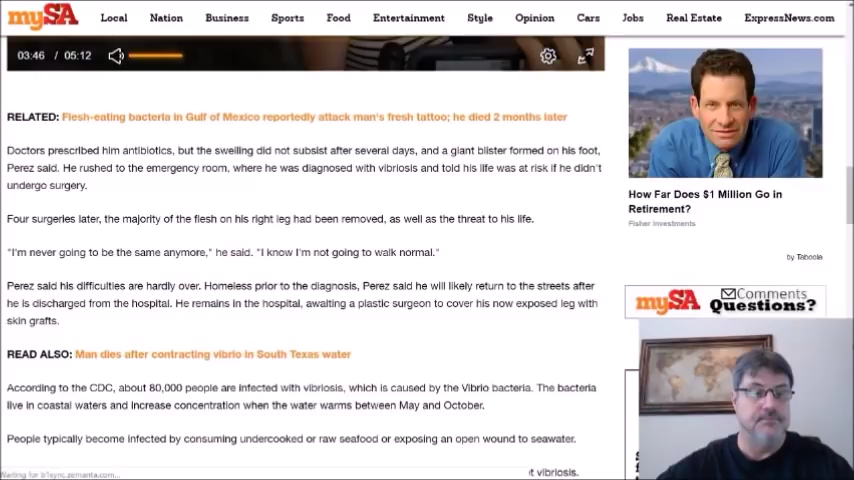 mySA
Local Nation Business Sports Food Entertainment Style Opinion Cars Jobs Real Estate ExpressNews.com
03:46 / 05:12
RELATED: Flesh-eating bacteria in Gulf of Mexico reportedly attack man's fresh tattoo; he died 2 months later
Doctors prescribed him antibiotics, but the swelling did not subsist after several days, and a giant blister formed on his foot,
Perez said. He rushed to the emergency room, where he was diagnosed with vibriosis and told his life was at risk if he didn't
undergo surgery.
Four surgeries later, the majority of the flesh on his right leg had been removed, as well as the threat to his life.
"I'm never going to be the same anymore," he said. "I know I'm not going to walk normal."
Perez said his difficulties are hardly over. Homeless prior to the diagnosis, Perez said he will likely return to the streets after
he is discharged from the hospital. He remains in the hospital, awaiting a plastic surgeon to cover his now exposed leg with
skin grafts.
READ ALSO: Man dies after contracting vibrio in South Texas water
According to the CDC, about 80,000 people are infected with vibriosis, which is caused by the Vibrio bacteria. The bacteria
live in coastal waters and increase concentration when the water warms between May and October.
People typically become infected by consuming undercooked or raw seafood or exposing an open wound to seawater.
vibriosis.
Waiting for b1sync.zemanta.com...
How Far Does $1 Million Go in
Retirement?
Fisher Investments
by Taboola
mySA Comments
Questions?